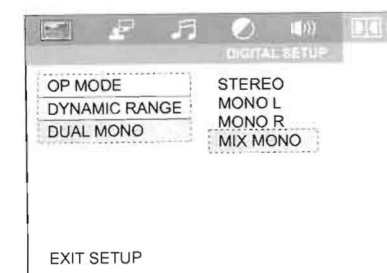 DIGITAL SETUP
OP MODE
DYNAMIC RANGE
DUAL MONO
STEREO
MONO L
MONO R
MIX MONO
EXIT SETUP